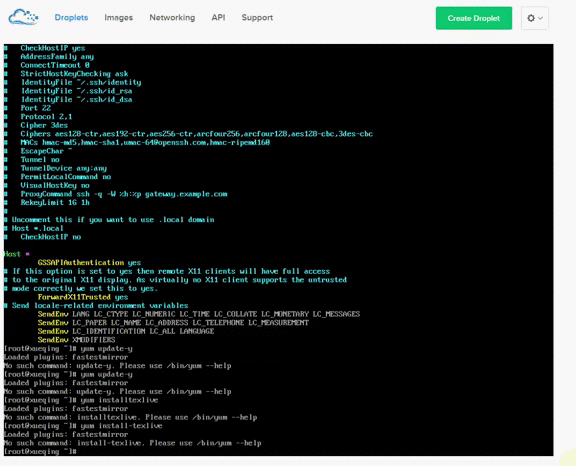 Droplets Images Networking API Support Create Droplet
# CheckHostIP yes
# AddressFamily any
# ConnectTimeout 0
# StrictHostKeyChecking ask
# IdentityFile ~/.ssh/identity
# IdentityFile ~/.ssh/id_rsa
# IdentityFile ~/.ssh/id_dsa
# Port 22
# Protocol 2,1
# Cipher 3des
# Ciphers aes128-ctr,aes192-ctr,aes256-ctr,arcfour256,arcfour128,aes128-cbc,3des-cbc
# MACs hmac-md5,hmac-sha1,umac-64@openssh.com,hmac-ripemd160
# EscapeChar ~
# Tunnel no
# TunnelDevice any:any
# PermitLocalCommand no
# VisualHostKey no
# ProxyCommand ssh -q -W %h:%p gateway.example.com
# RekeyLimit 1G 1h
#
# Uncomment this if you want to use .local domain
# Host *.local
# CheckHostIP no
Host *
GSSAPIAuthentication yes
# If this option is set to yes then remote X11 clients will have full access
# to the original X11 display. As virtually no X11 client supports the untrusted
# mode correctly we set this to yes.
ForwardX11Trusted yes
# Send locale-related environment variables
SendEnv LANG LC_CTYPE LC_NUMERIC LC_TIME LC_COLLATE LC_MONETARY LC_MESSAGES
SendEnv LC_PAPER LC_NAME LC_ADDRESS LC_TELEPHONE LC_MEASUREMENT
SendEnv LC_IDENTIFICATION LC_ALL LANGUAGE
SendEnv XMODIFIERS
[root@xueqing ~]# yum update-y
Loaded plugins: fastestmirror
No such command: update-y. Please use /bin/yum --help
[root@xueqing ~]# yum update-y
Loaded plugins: fastestmirror
No such command: update-y. Please use /bin/yum --help
[root@xueqing ~]# yum installtexlive
Loaded plugins: fastestmirror
No such command: installtexlive. Please use /bin/yum --help
[root@xueqing ~]# yum install-texlive
Loaded plugins: fastestmirror
No such command: install-texlive. Please use /bin/yum --help
[root@xueqing ~]#